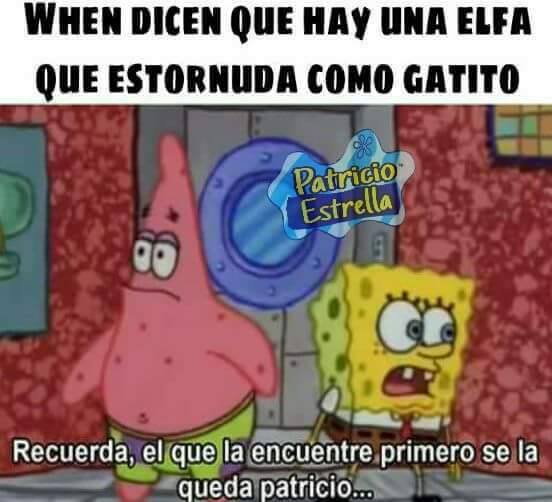 When dicen que hay una elfa
que estornuda como gatito
Patricio
Estrella
Recuerda, el que la encuentre primero se la
queda patricio...